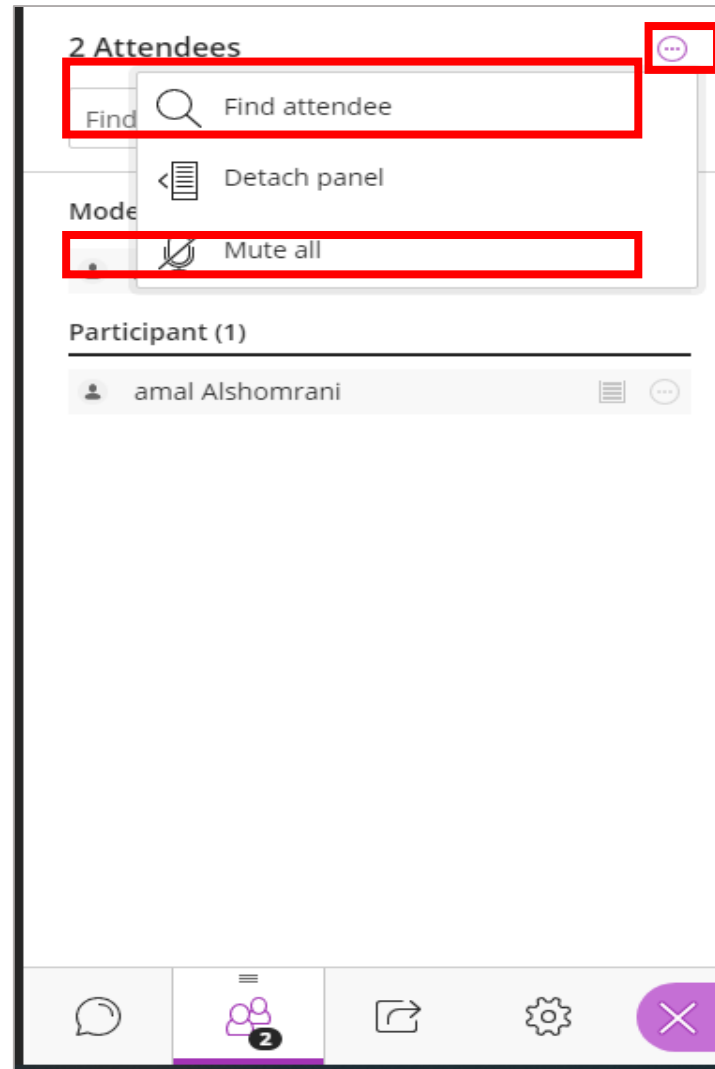 2 Attendees
Find
Find attendee
Detach panel
Mode
Mute all
Participant (1)
amal Alshomrani
2